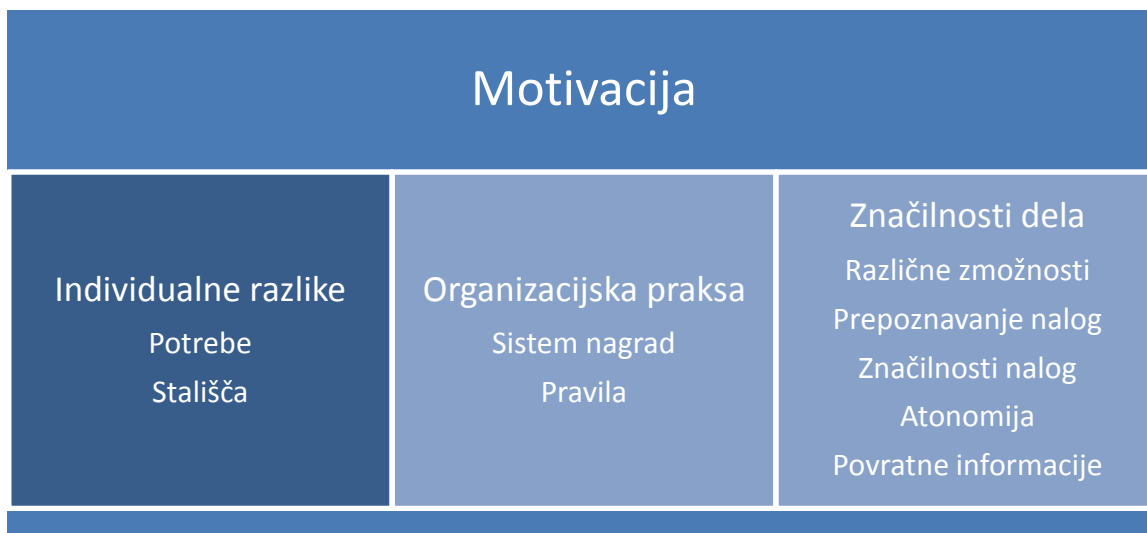 Motivacija
Individualne razlike
Potrebe
Stališča
Organizacijska praksa
Sistem nagrad
Pravila
Značilnosti dela
Različne zmožnosti
Prepoznavanje nalog
Značilnosti nalog
Atonomija
Povratne informacije